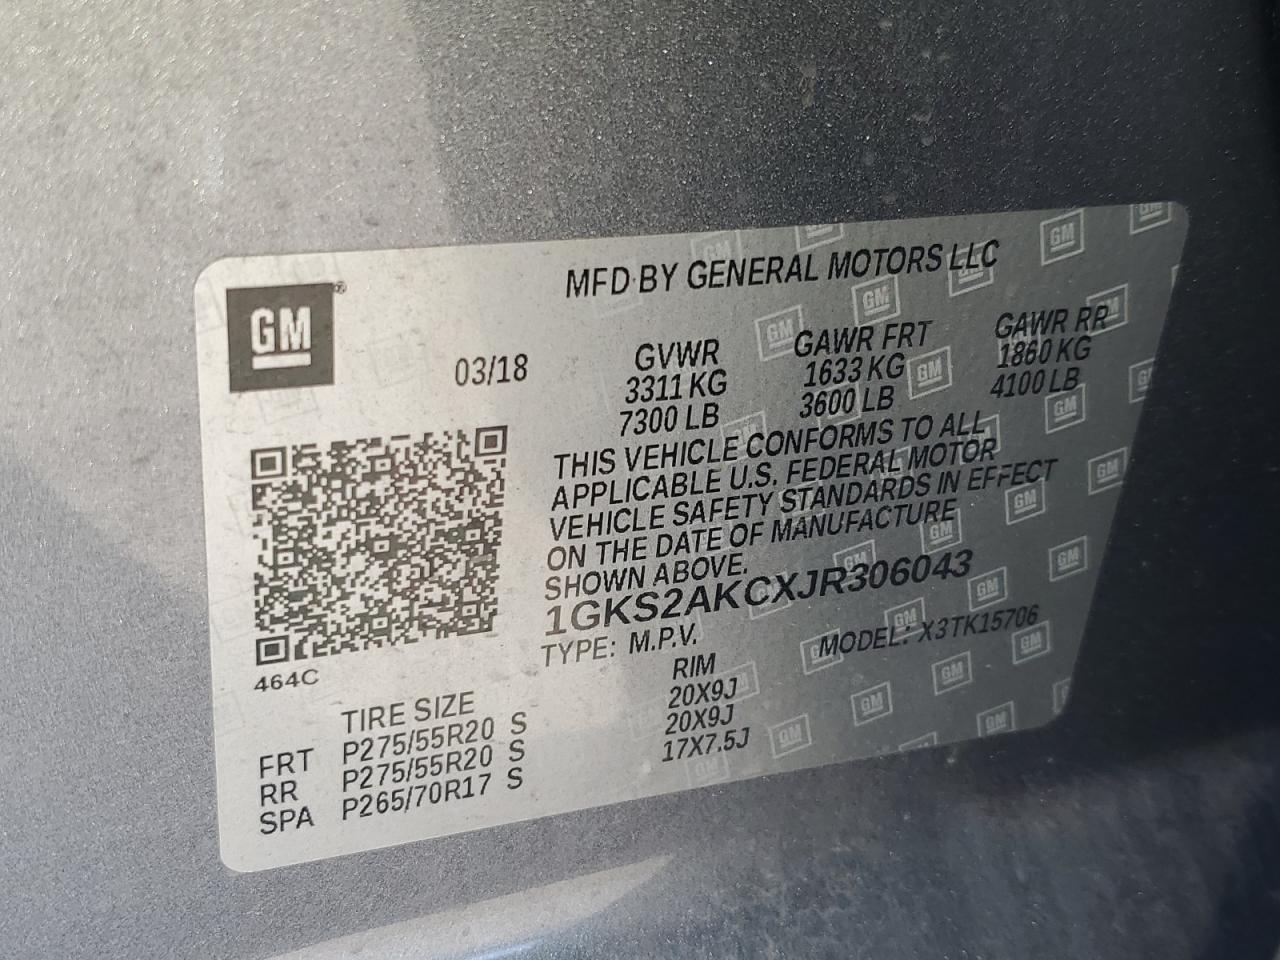 GM®
MFD BY GENERAL MOTORS LLC
03/18
GVWR GAWR FRT GAWR RR
3311 KG 1633 KG 1860 KG
7300 LB 3600 LB 4100 LB
THIS VEHICLE CONFORMS TO ALL
APPLICABLE U.S. FEDERAL MOTOR
VEHICLE SAFETY STANDARDS IN EFFECT
ON THE DATE OF MANUFACTURE
SHOWN ABOVE.
1GKS2AKCXJR306043
TYPE: M.P.V. MODEL: X3TK15706
464C
TIRE SIZE RIM
FRT P275/55R20 S 20X9J
RR P275/55R20 S 20X9J
SPA P265/70R17 S 17X7.5J